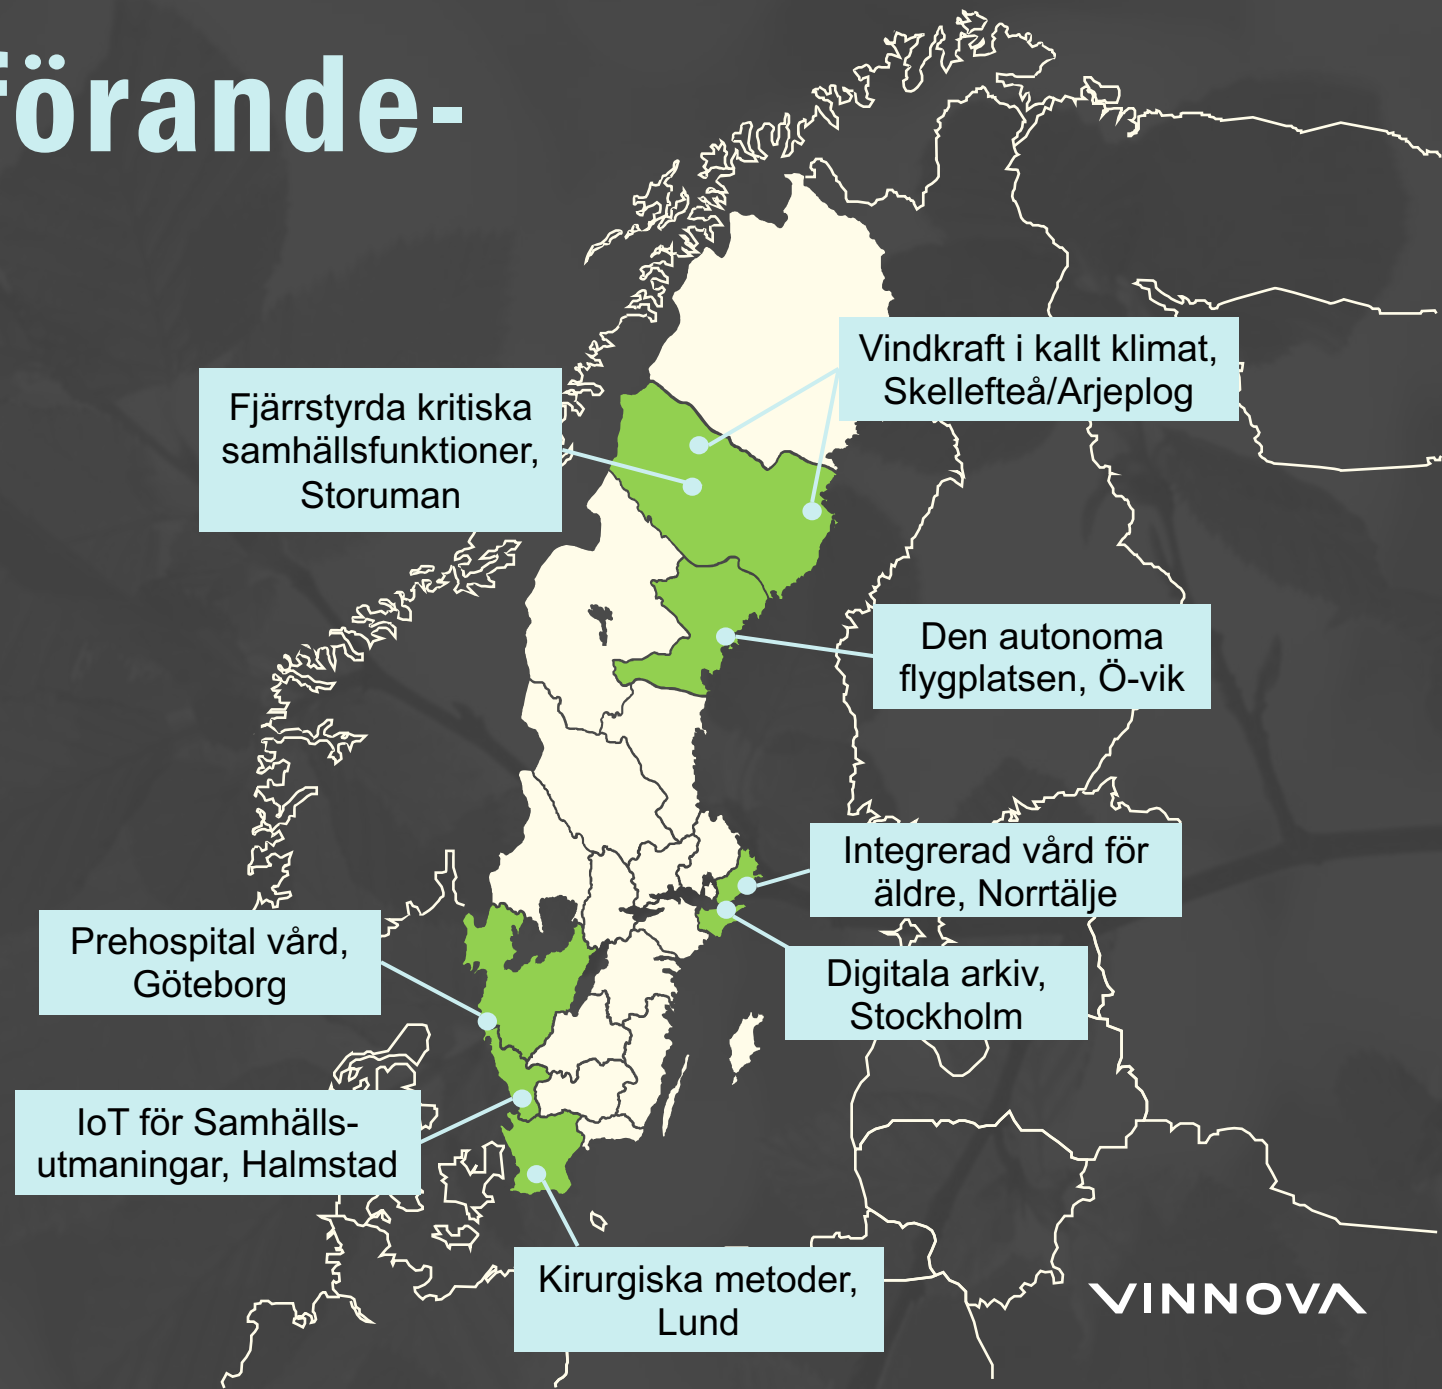 förande-
Vindkraft i kallt klimat,
Skellefteå/Arjeplog
Fjärrstyrda kritiska
samhällsfunktioner,
Storuman
Den autonoma
flygplatsen, Ö-vik
Integrerad vård för
äldre, Norrtälje
Prehospital vård,
Göteborg
Digitala arkiv,
Stockholm
IoT för Samhälls-
utmaningar, Halmstad
Kirurgiska metoder,
Lund
VINNOVA